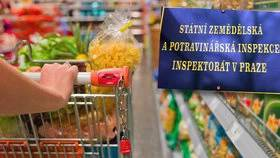 STÁTNÍ ZEMĚDĚLSKÁ
A POTRAVINÁŘSKÁ INSPEKCE
INSPEKTORÁT V PRAZE